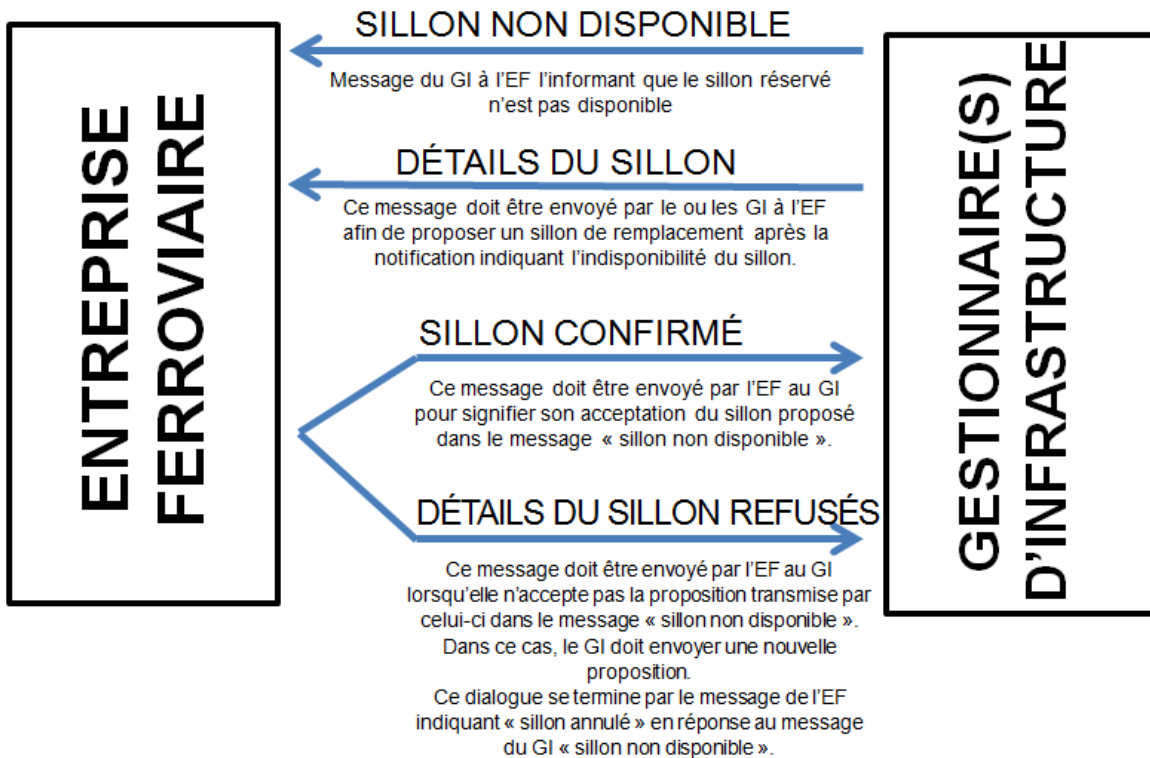 ENTREPRISE
FERROVIAIRE
SILLON NON DISPONIBLE
Message du GI à l'EF l'informant que le sillon réservé
n'est pas disponible
DÉTAILS DU SILLON
Ce message doit être envoyé par le ou les GI à l'EF
afin de proposer un sillon de remplacement après la
notification indiquant l'indisponibilité du sillon.
SILLON CONFIRMÉ
Ce message doit être envoyé par l'EF au GI
pour signifier son acceptation du sillon proposé
dans le message « sillon non disponible ».
DÉTAILS DU SILLON REFUSÉS
Ce message doit être envoyé par l'EF au GI
lorsqu'elle n'accepte pas la proposition transmise par
celui-ci dans le message « sillon non disponible ».
Dans ce cas, le GI doit envoyer une nouvelle
proposition.
Ce dialogue se termine par le message de l'EF
indiquant « sillon annulé » en réponse au message
du GI « sillon non disponible ».
GESTIONNAIRE(S)
D'INFRASTRUCTURE